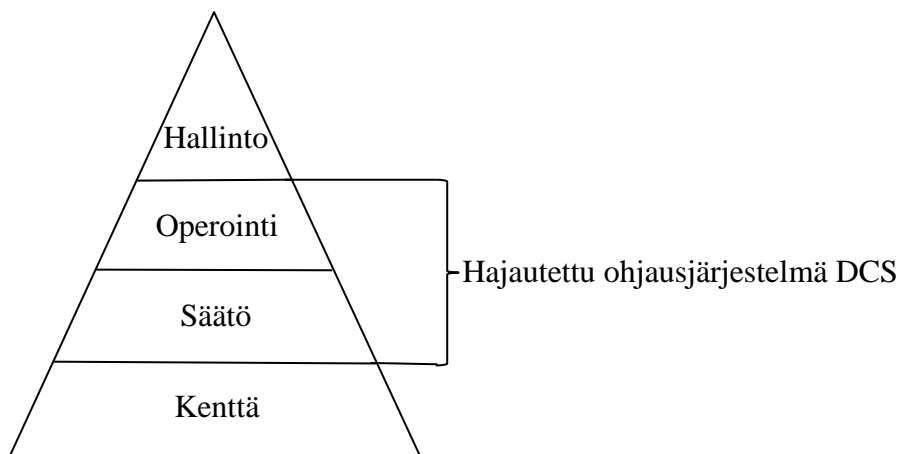 Hallinto
Operointi
Hajautettu ohjausjärjestelmä DCS
Säätö
Kenttä